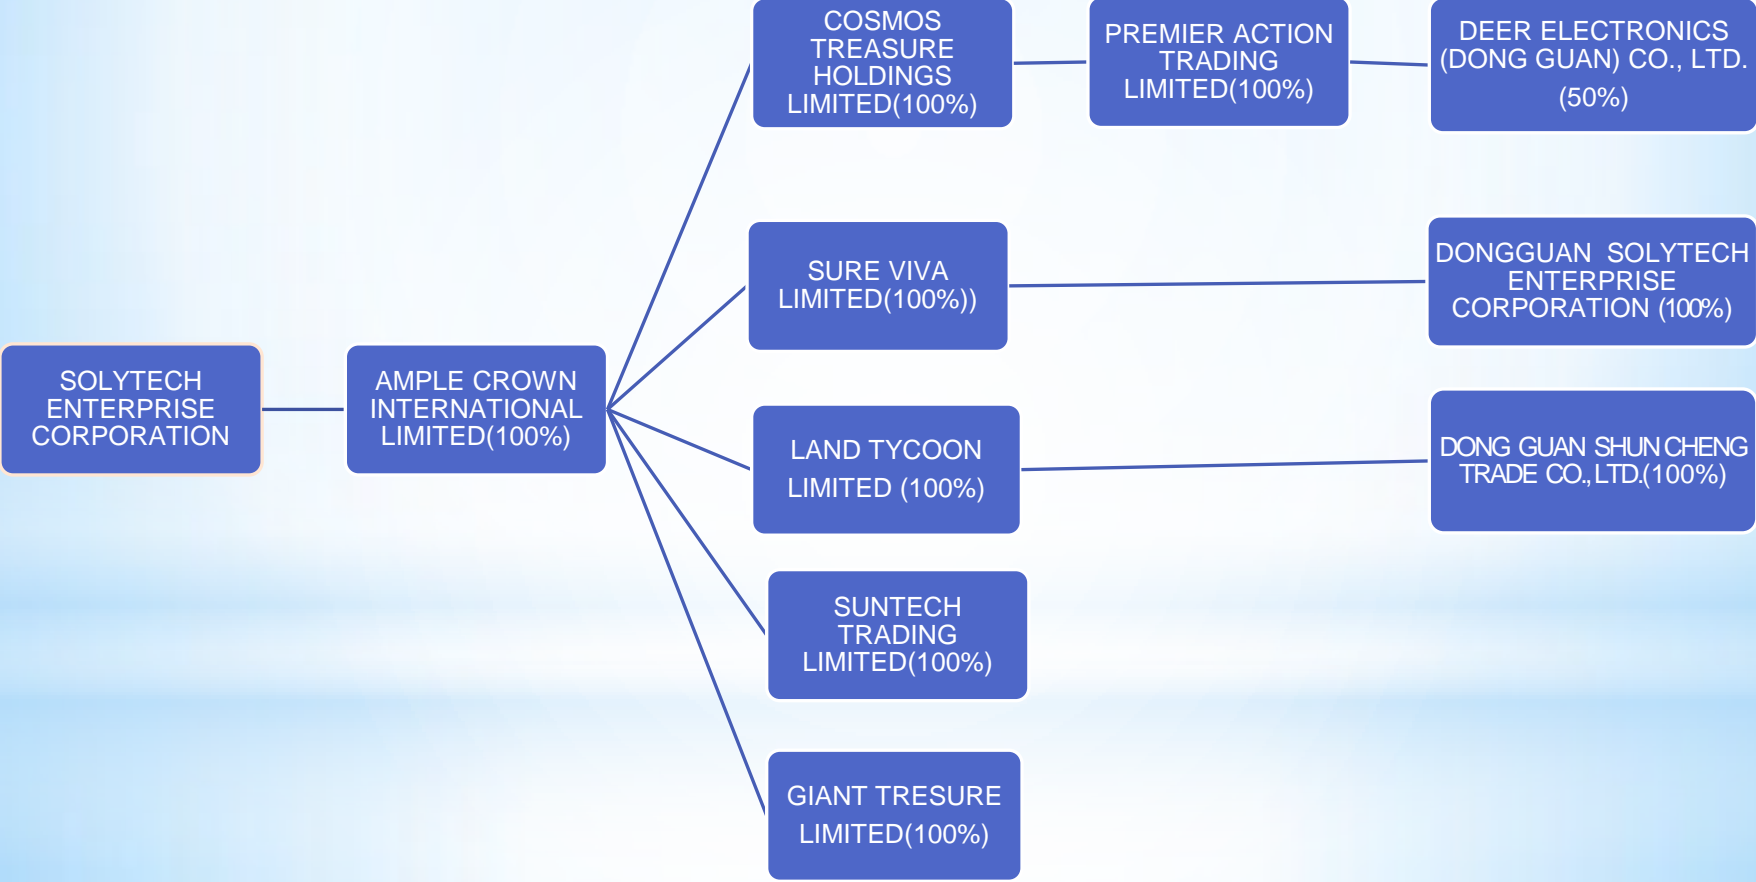 COSMOS
TREASURE
HOLDINGS
LIMITED(100%)
PREMIER ACTION
TRADING
LIMITED(100%)
DEER ELECTRONICS
(DONG GUAN) CO., LTD.
(50%)
SURE VIVA
LIMITED(100%))
DONGGUAN SOLYTECH
ENTERPRISE
CORPORATION (100%)
SOLYTECH
ENTERPRISE
CORPORATION
AMPLE CROWN
INTERNATIONAL
LIMITED(100%)
LAND TYCOON
LIMITED (100%)
DONG GUAN SHUN CHENG
TRADE CO., LTD.(100%)
SUNTECH
TRADING
LIMITED(100%)
GIANT TRESURE
LIMITED(100%)